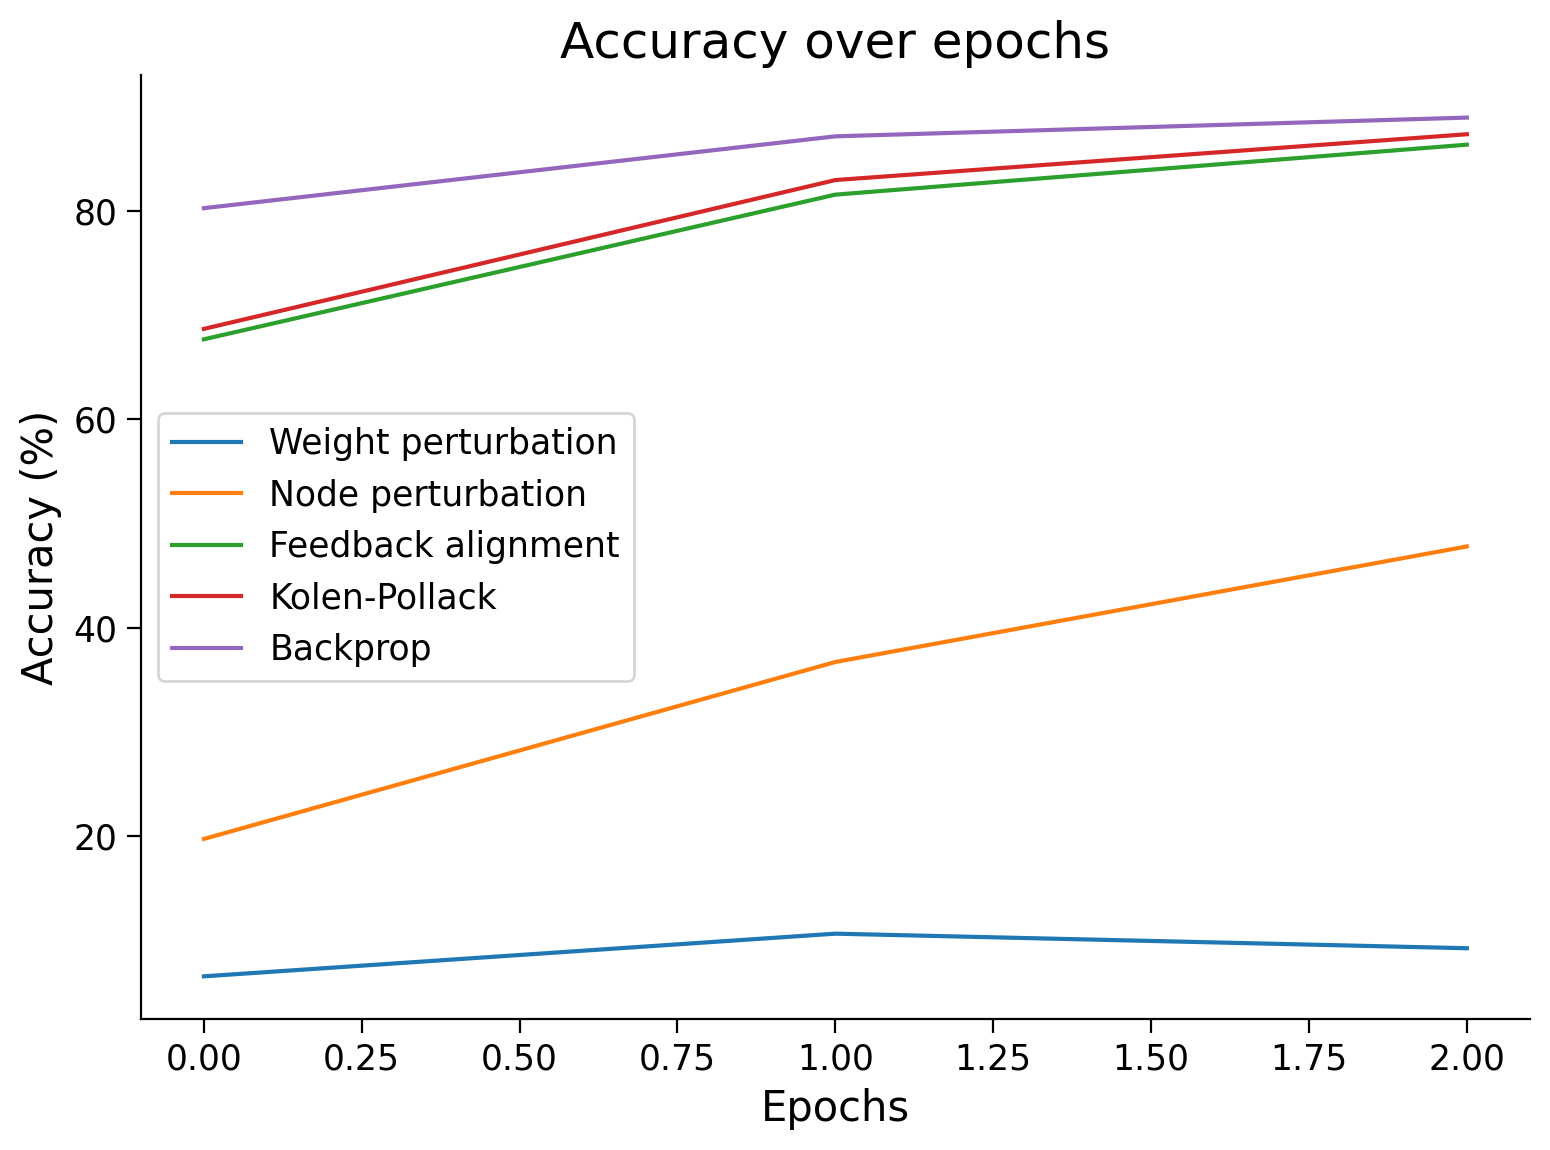 Accuracy over epochs
Accuracy (%)
80
60
40
20
Weight perturbation
Node perturbation
Feedback alignment
Kolen-Pollack
Backprop
0.00 0.25 0.50 0.75 1.00 1.25 1.50 1.75 2.00
Epochs